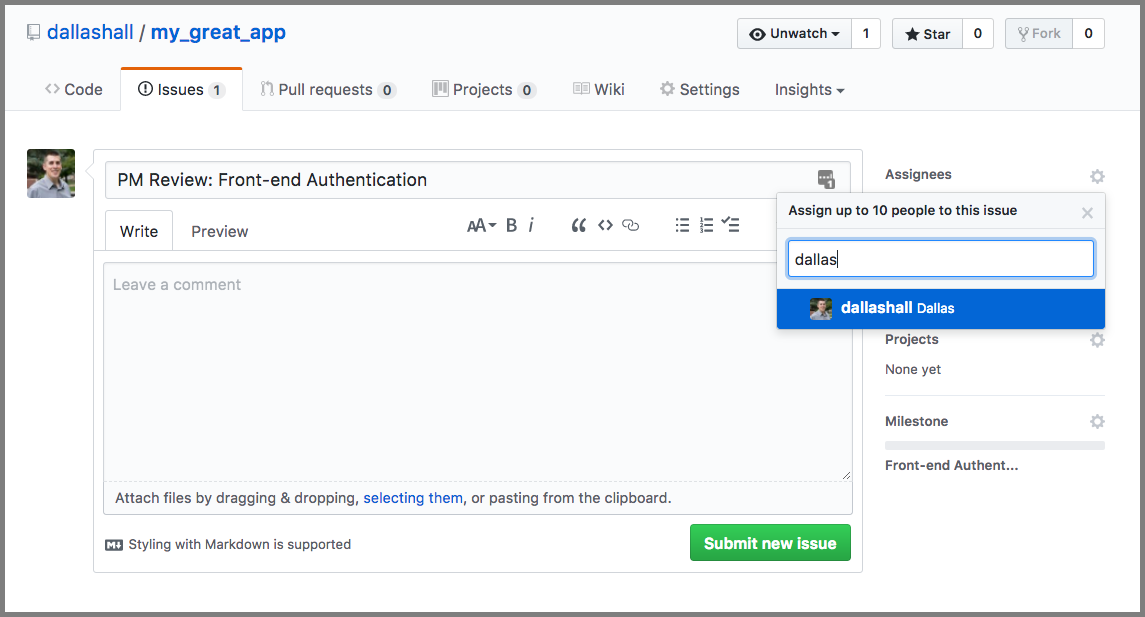 dallashall / my_great_app
Unwatch 1 Star 0 Fork 0
Code Issues 1 Pull requests 0 Projects 0 Wiki Settings Insights
PM Review: Front-end Authentication
1
Assignees
Assign up to 10 people to this issue
Write Preview
AA B i
dallas
Leave a comment
dallashall Dallas
Projects
None yet
Milestone
Front-end Authent...
Attach files by dragging & dropping, selecting them, or pasting from the clipboard.
Styling with Markdown is supported
Submit new issue